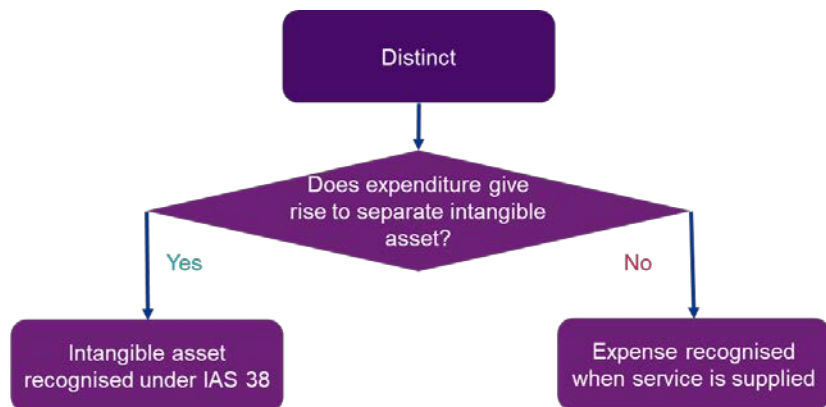 Distinct
Does expenditure give
rise to separate intangible
asset?
Yes
No
Intangible asset
recognised under IAS 38
Expense recognised
when service is supplied